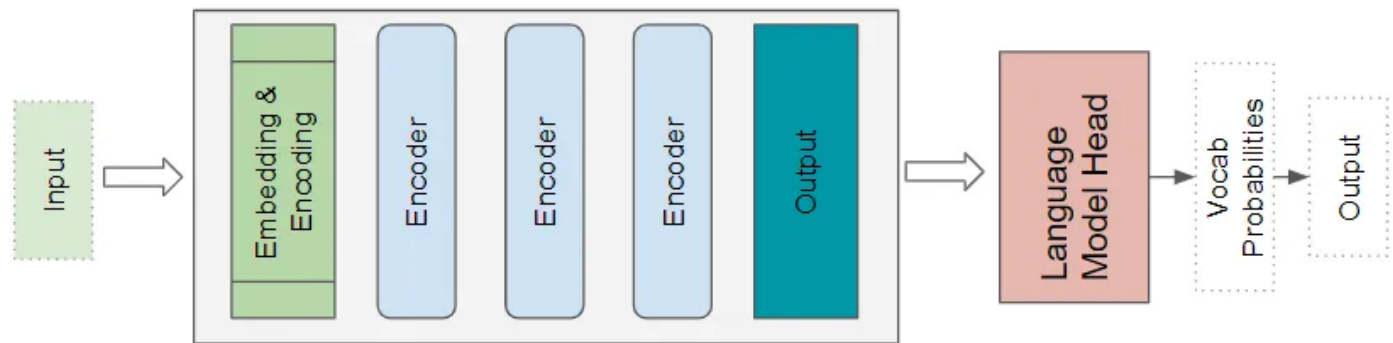 Input
Embedding &
Encoding
Encoder
Encoder
Encoder
Output
Language
Model Head
Vocab
Probabilities
Output